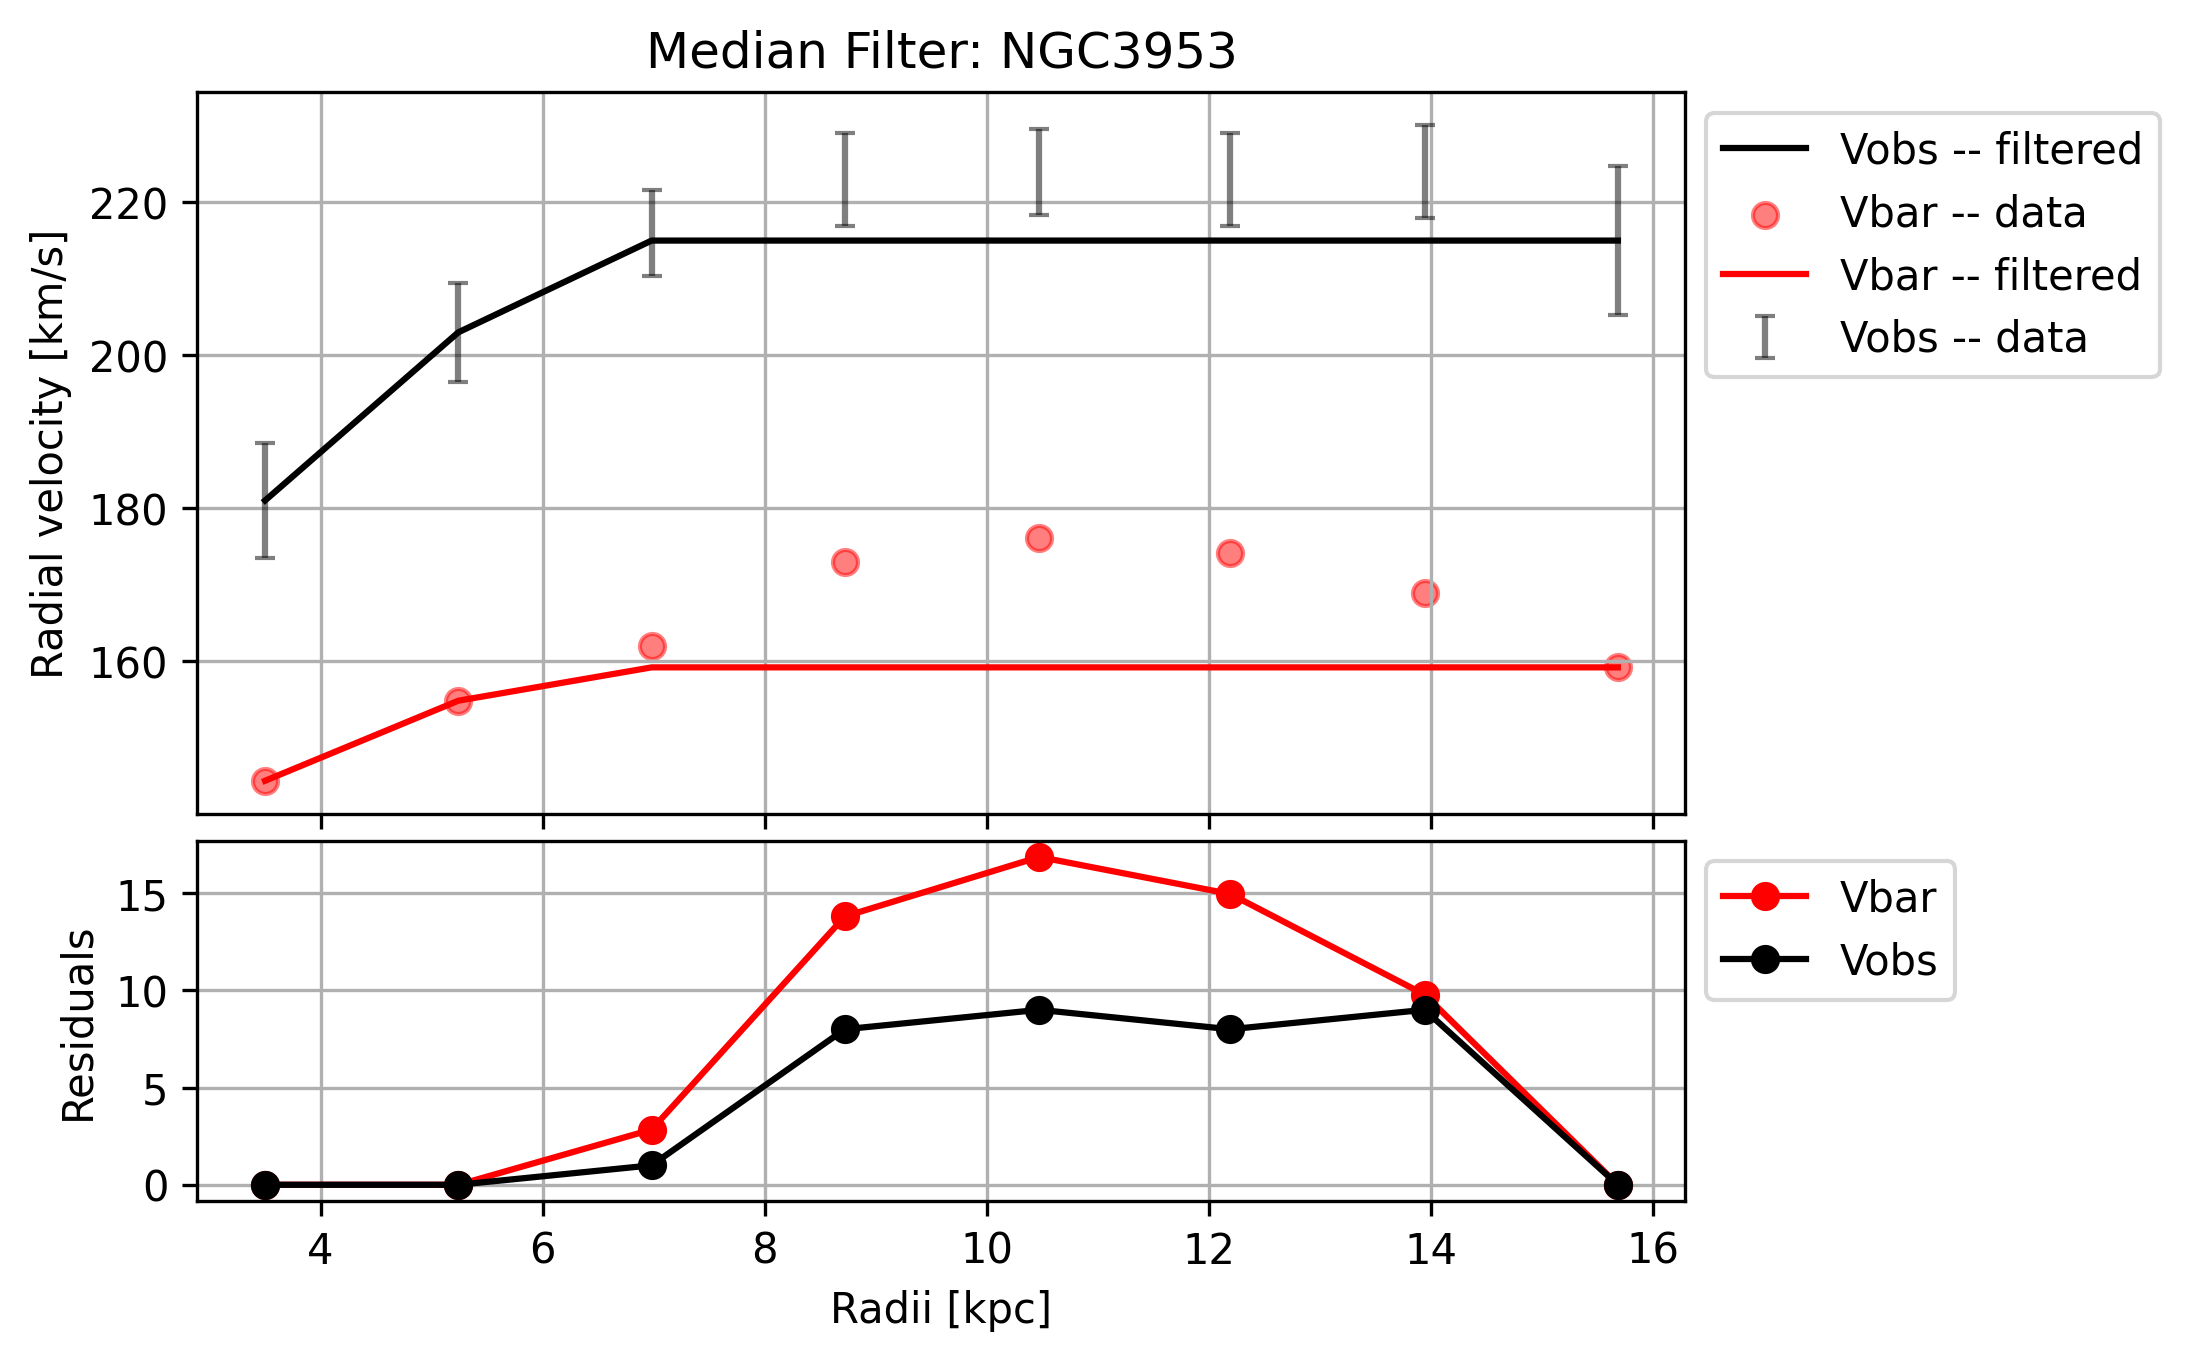 Median Filter: NGC3953
Radial velocity [km/s]
220
200
180
160
Vobs -- filtered
Vbar -- data
Vbar -- filtered
Vobs -- data
Residuals
15
10
5
0
Vbar
Vobs
4 6 8 10 12 14 16
Radii [kpc]